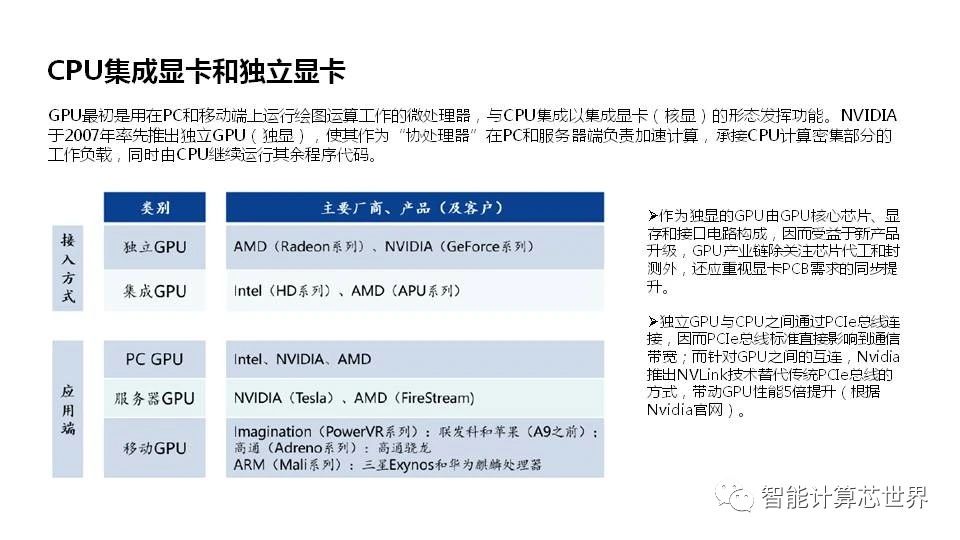 CPU集成显卡和独立显卡
GPU最初是用在PC和移动端上运行绘图运算工作的微处理器，与CPU集成以集成显卡（核显）的形态发挥功能。NVIDIA
于2007年率先推出独立GPU（独显），使其作为“协处理器”在PC和服务器端负责加速计算，承接CPU计算密集部分的
工作负载，同时由CPU继续运行其余程序代码。
类别
主要厂商、产品（及客户）
接入方式
独立GPU
AMD（Radeon系列）、NVIDIA（GeForce系列）
集成GPU
Intel（HD系列）、AMD（APU系列）
应用端
PC GPU
Intel、NVIDIA、AMD
服务器GPU
NVIDIA（Tesla）、AMD（FireStream)
移动GPU
Imagination（PowerVR系列）：联发科和苹果（A9之前）；
高通（Adreno系列）：高通骁龙
ARM（Mali系列）：三星Exynos和华为麒麟处理器
➢作为独显的GPU由GPU核心芯片、显
存和接口电路构成，因而受益于新产品
升级，GPU产业链除关注芯片代工和封
测外，还应重视显卡PCB需求的同步提
升。
➢独立GPU与CPU之间通过PCIe总线连
接，因而PCIe总线标准直接影响到通信
带宽；而针对GPU之间的互连，Nvidia
推出NVLink技术替代传统PCIe总线的
方式，带动GPU性能5倍提升（根据
Nvidia官网）。
智能计算芯世界